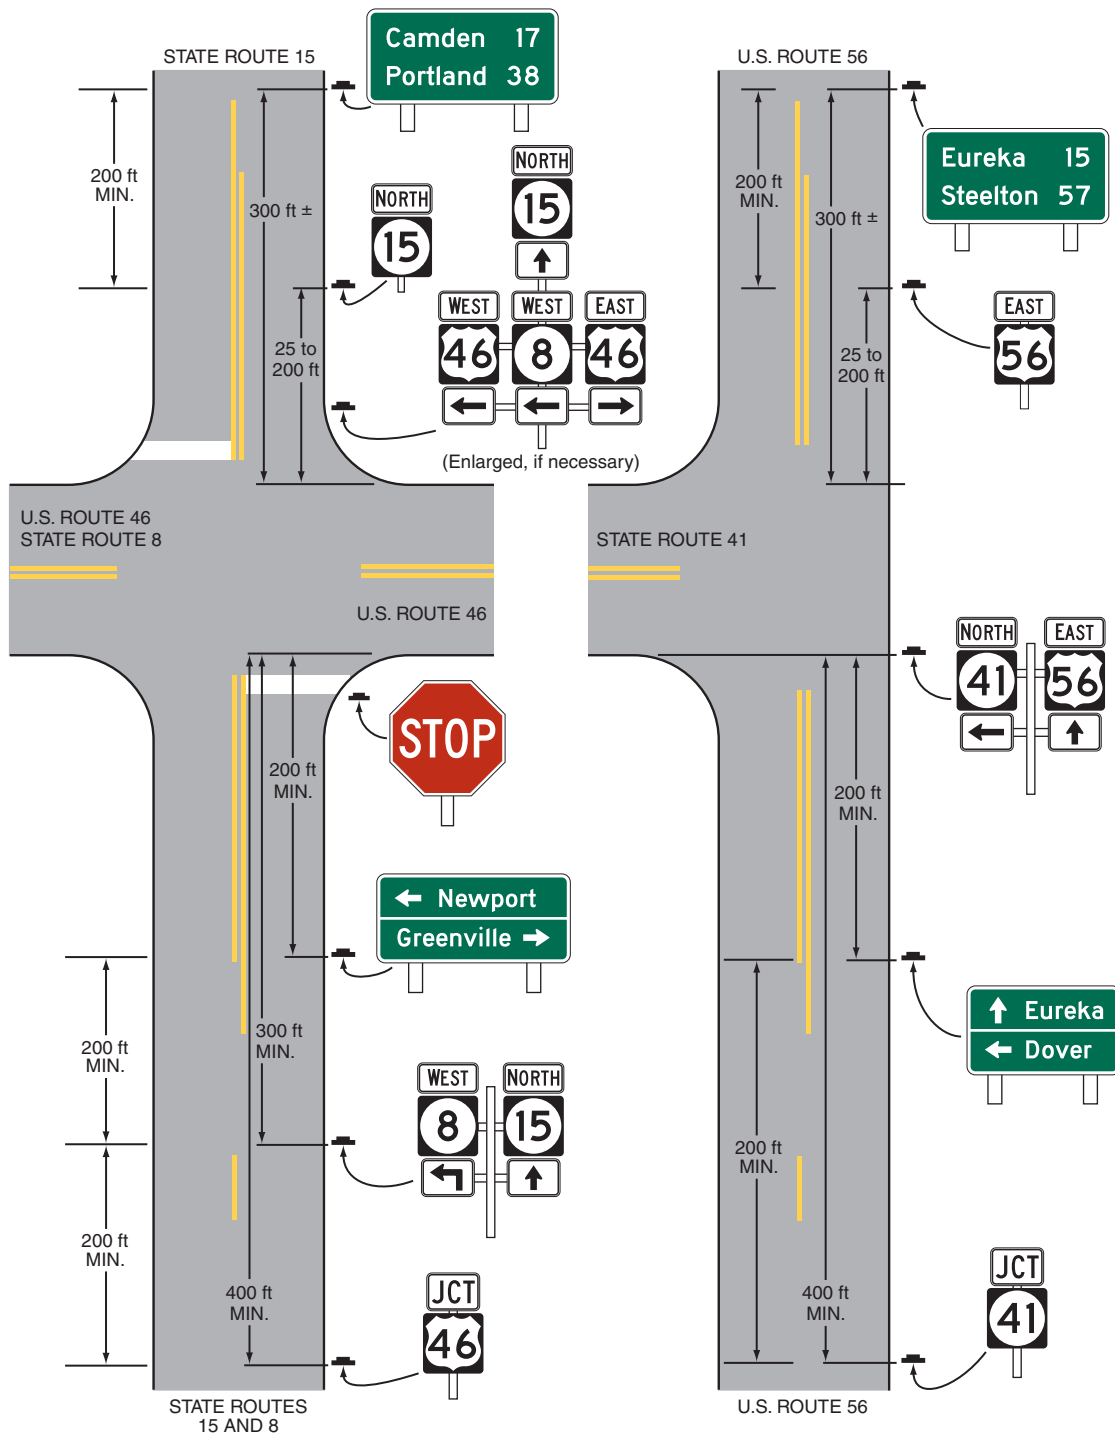 STATE ROUTE 15
Camden 17
Portland 38
200 ft
MIN.
300 ft ±
NORTH
15
NORTH
15
25 to
200 ft
WEST
46
WEST
8
EAST
46
(Enlarged, if necessary)
U.S. ROUTE 46
STATE ROUTE 8
U.S. ROUTE 46
STOP
200 ft
MIN.
Newport
Greenville
300 ft
MIN.
200 ft
MIN.
WEST
8
NORTH
15
200 ft
MIN.
400 ft
MIN.
JCT
46
STATE ROUTES
15 AND 8
U.S. ROUTE 56
Eureka 15
Steelton 57
200 ft
MIN.
300 ft ±
EAST
56
25 to
200 ft
STATE ROUTE 41
NORTH
41
EAST
56
200 ft
MIN.
Eureka
Dover
200 ft
MIN.
400 ft
MIN.
JCT
41
U.S. ROUTE 56